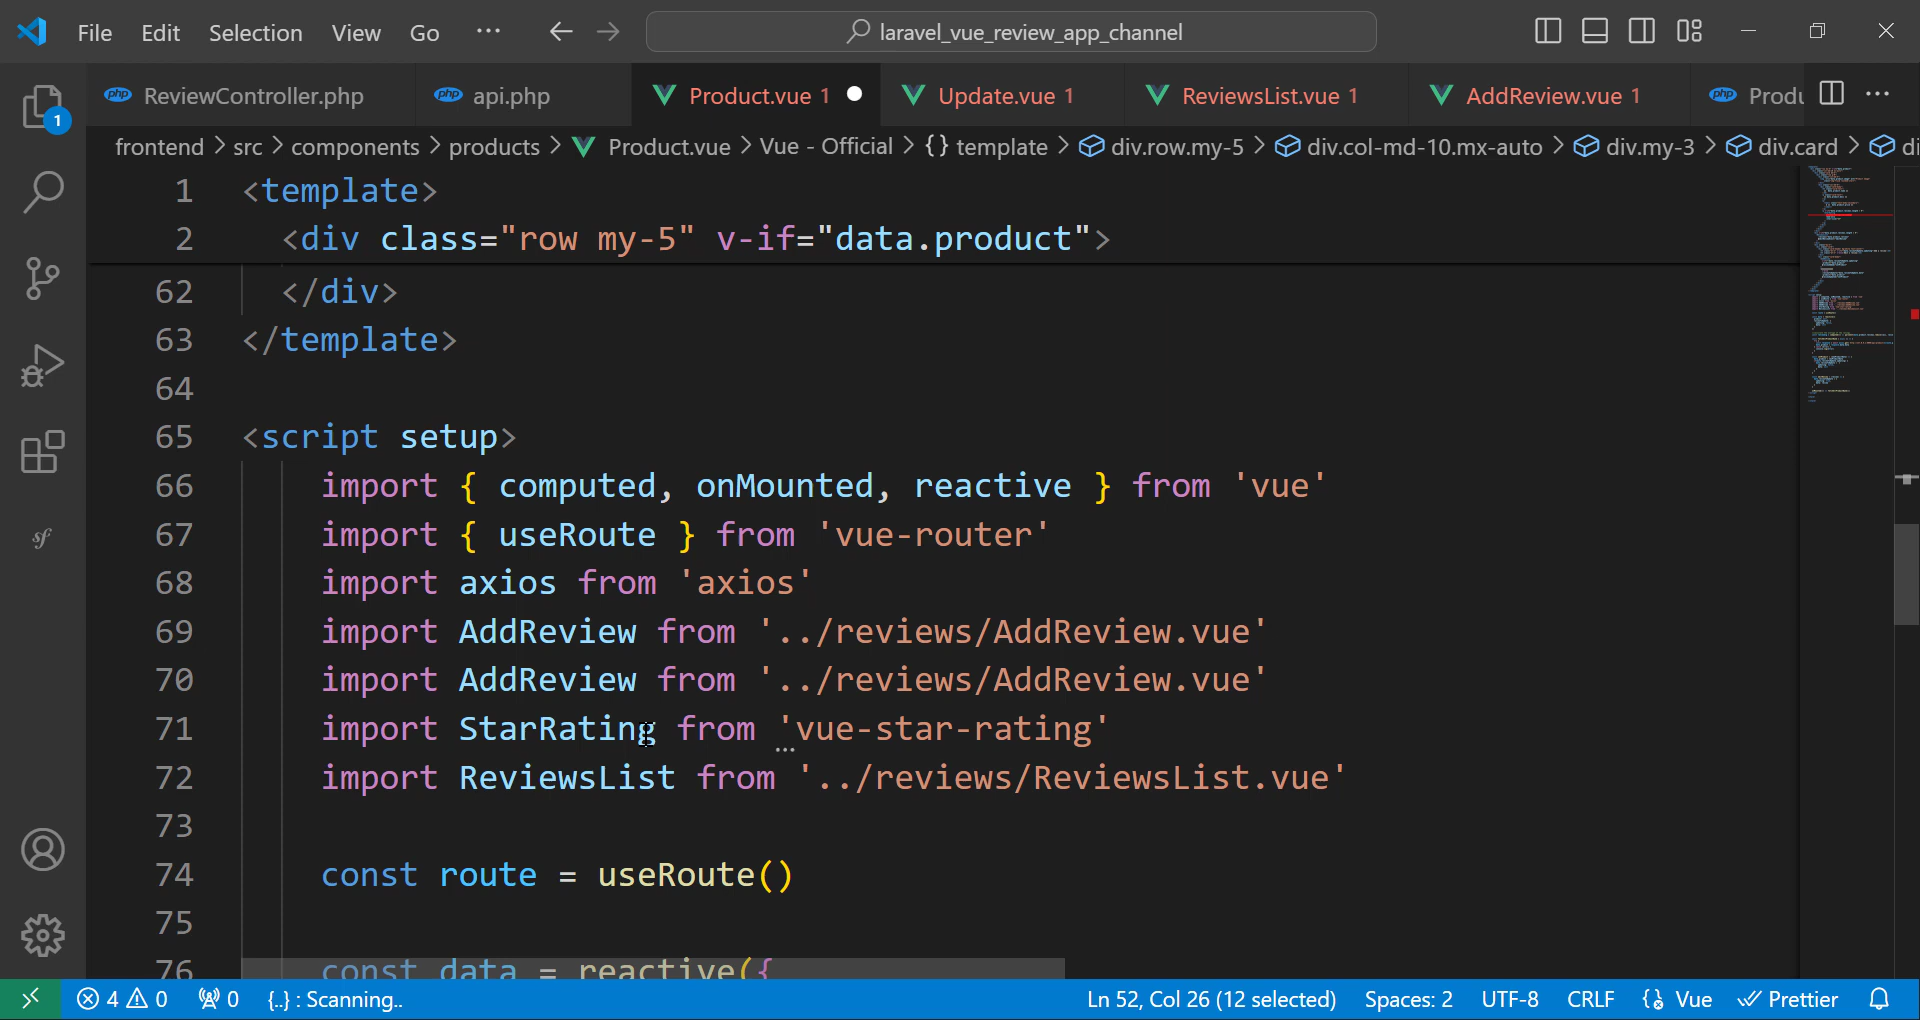 File Edit Selection View Go ··· laravel_vue_review_app_channel
ReviewController.php api.php Product.vue 1 Update.vue 1 ReviewsList.vue 1 AddReview.vue 1
frontend > src > components > products > Product.vue > Vue - Official > {} template > div.row.my-5 > div.col-md-10.mx-auto > div.my-3 > div.card >
1 <template>
2 <div class="row my-5" v-if="data.product">
62 </div>
63 </template>
64
65 <script setup>
66 import { computed, onMounted, reactive } from 'vue'
67 import { useRoute } from 'vue-router'
68 import axios from 'axios'
69 import AddReview from '../reviews/AddReview.vue'
70 import AddReview from '../reviews/AddReview.vue'
71 import StarRating from 'vue-star-rating'
72 import ReviewsList from '../reviews/ReviewsList.vue'
73
74 const route = useRoute()
75
76 const data = reactive({
4 0 0 {..} : Scanning.. Ln 52, Col 26 (12 selected) Spaces: 2 UTF-8 CRLF Vue Prettier